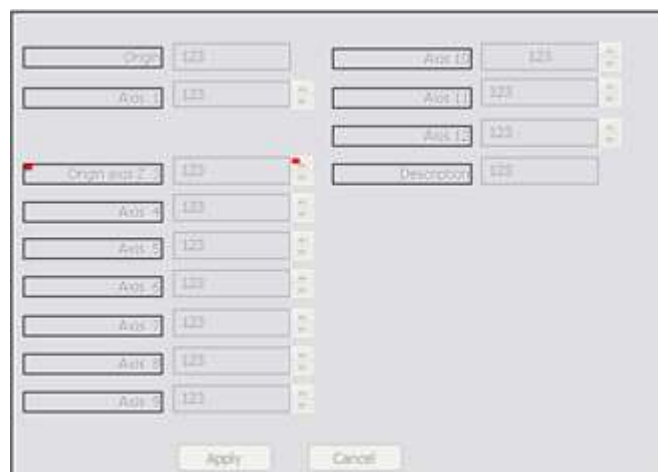 Origin 123
Axis 1 123
Origin axis Z 3 123
Axis 4 123
Axis 5 123
Axis 6 123
Axis 7 123
Axis 8 123
Axis 9 123
Axis 10 123
Axis 11 123
Axis 12 123
Description 123
Apply Cancel